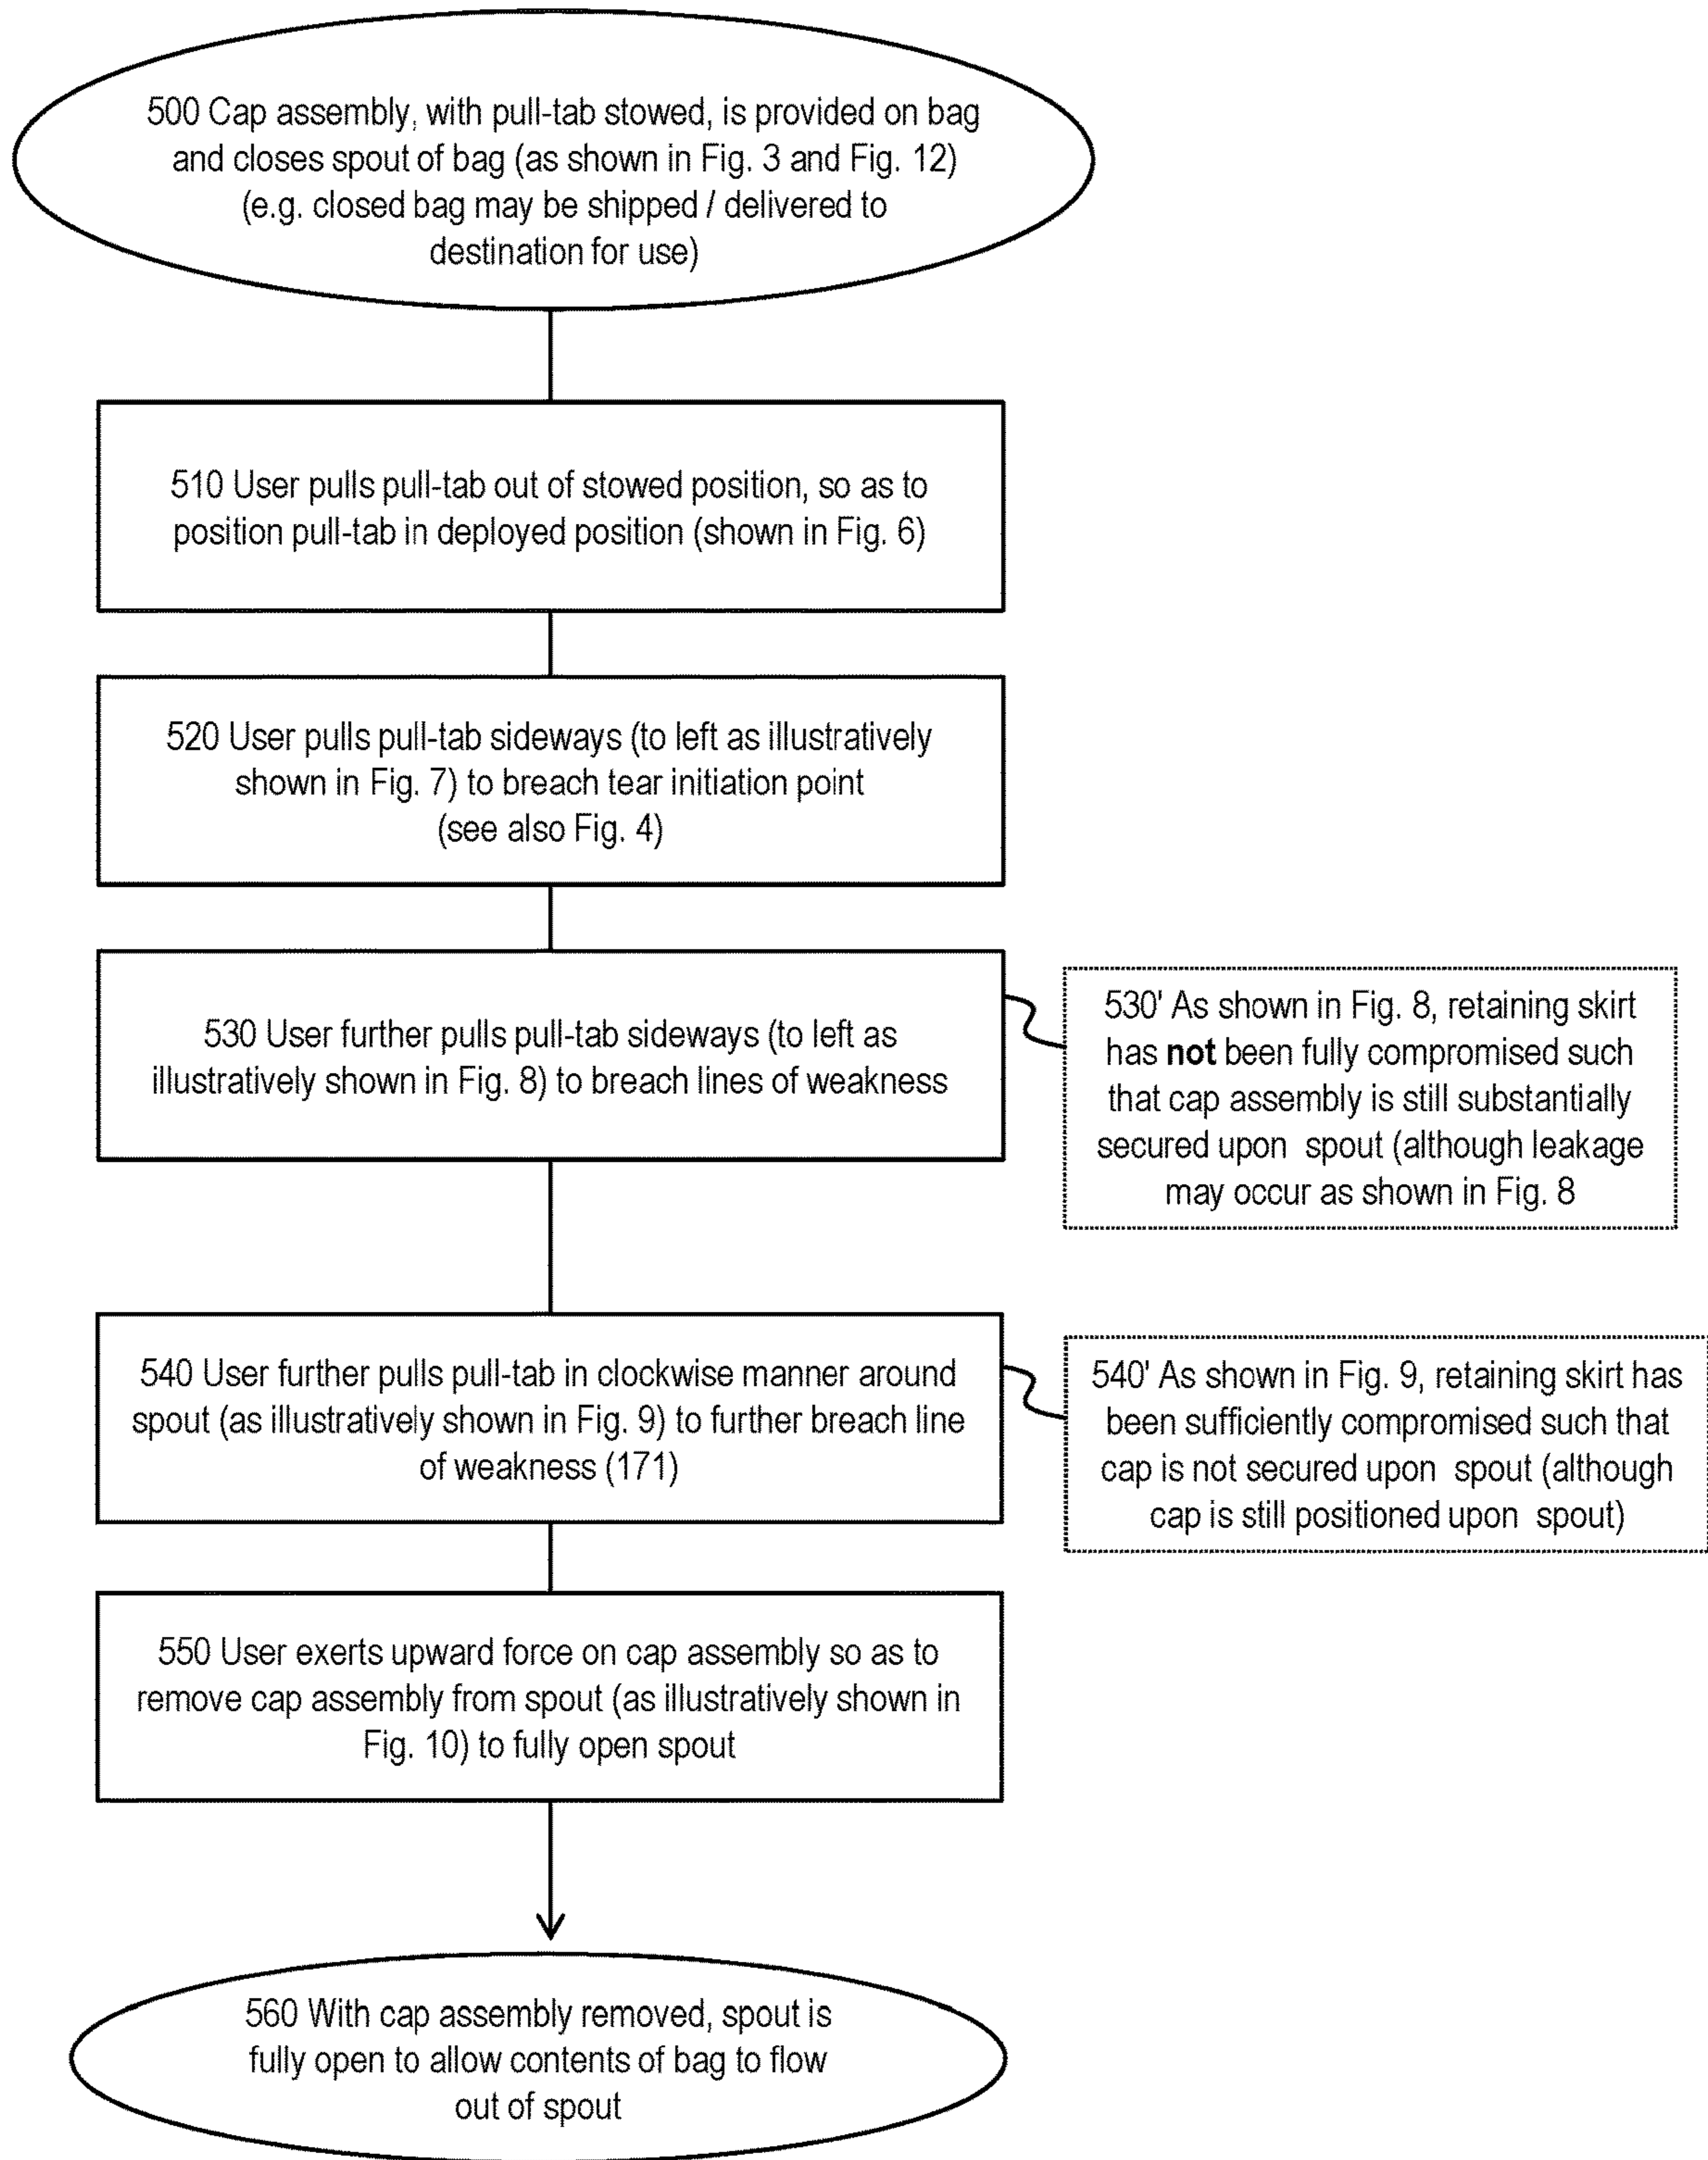 500 Cap assembly, with pull-tab stowed, is provided on bag
and closes spout of bag (as shown in Fig. 3 and Fig. 12)
(e.g. closed bag may be shipped / delivered to
destination for use)
510 User pulls pull-tab out of stowed position, so as to
position pull-tab in deployed position (shown in Fig. 6)
520 User pulls pull-tab sideways (to left as illustratively
shown in Fig. 7) to breach tear initiation point
(see also Fig. 4)
530 User further pulls pull-tab sideways (to left as
illustratively shown in Fig. 8) to breach lines of weakness
530' As shown in Fig. 8, retaining skirt
has not been fully compromised such
that cap assembly is still substantially
secured upon spout (although leakage
may occur as shown in Fig. 8
540 User further pulls pull-tab in clockwise manner around
spout (as illustratively shown in Fig. 9) to further breach line
of weakness (171)
540' As shown in Fig. 9, retaining skirt has
been sufficiently compromised such that
cap is not secured upon spout (although
cap is still positioned upon spout)
550 User exerts upward force on cap assembly so as to
remove cap assembly from spout (as illustratively shown in
Fig. 10) to fully open spout
560 With cap assembly removed, spout is
fully open to allow contents of bag to flow
out of spout